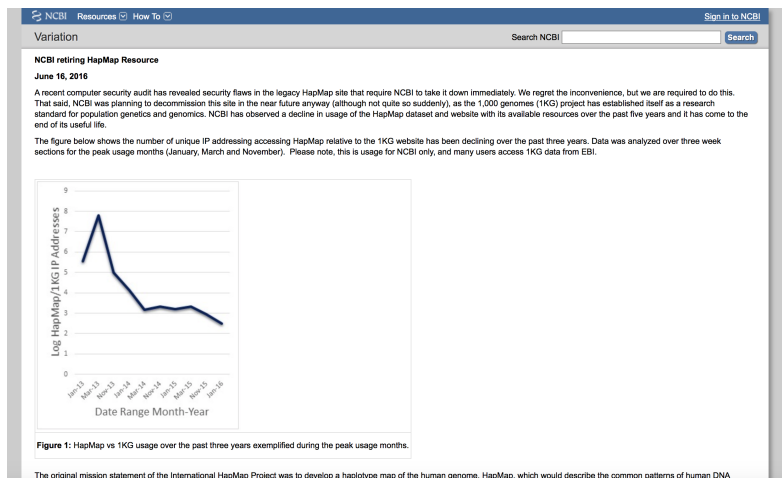 NCBI Resources How To Sign in to NCBI
Variation Search NCBI Search
NCBI retiring HapMap Resource
June 16, 2016
A recent computer security audit has revealed security flaws in the legacy HapMap site that require NCBI to take it down immediately. We regret the inconvenience, but we are required to do this.
That said, NCBI was planning to decommission this site in the near future anyway (although not quite so suddenly), as the 1,000 genomes (1KG) project has established itself as a research
standard for population genetics and genomics. NCBI has observed a decline in usage of the HapMap dataset and website with its available resources over the past five years and it has come to the
end of its useful life.
The figure below shows the number of unique IP addressing accessing HapMap relative to the 1KG website has been declining over the past three years. Data was analyzed over three week
sections for the peak usage months (January, March and November). Please note, this is usage for NCBI only, and many users access 1KG data from EBI.
Log HapMap/1KG IP Addresses
9
8
7
6
5
4
3
2
1
0
Jan-13 Mar-13 Nov-13 Jan-14 Mar-14 Nov-14 Jan-15 Mar-15 Nov-15 Jan-16
Date Range Month-Year
Figure 1: HapMap vs 1KG usage over the past three years exemplified during the peak usage months.
The original mission statement of the International HapMap Project was to develop a haplotype map of the human genome, HapMap, which would describe the common patterns of human DNA